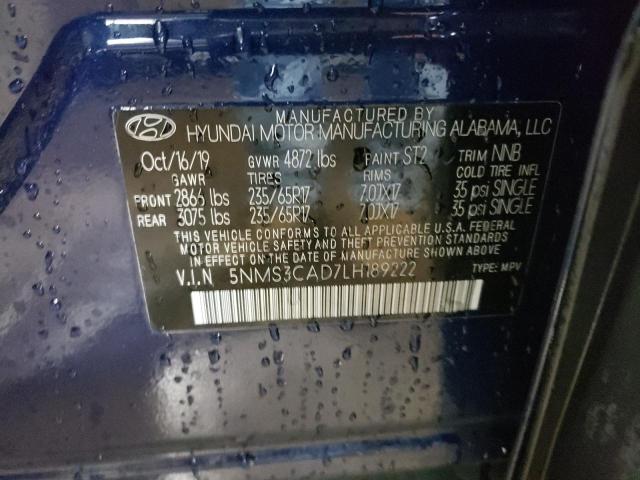 MANUFACTURED BY
HYUNDAI MOTOR MANUFACTURING ALABAMA, LLC
Oct/16/19 GVWR 4872 lbs PAINT ST2 TRIM NNB
GAWR TIRES RIMS COLD TIRE INFL
FRONT 2866 lbs 235/65R17 7.0JX17 35 psi SINGLE
REAR 3075 lbs 235/65R17 7.0JX17 35 psi SINGLE
THIS VEHICLE CONFORMS TO ALL APPLICABLE U.S.A. FEDERAL
MOTOR VEHICLE SAFETY, BUMPER, AND
THEFT PREVENTION STANDARDS IN EFFECT ON THE DATE OF MANUFACTURE SHOWN ABOVE
V.I.N 5NMS3CAD7LH189222 TYPE: MPV